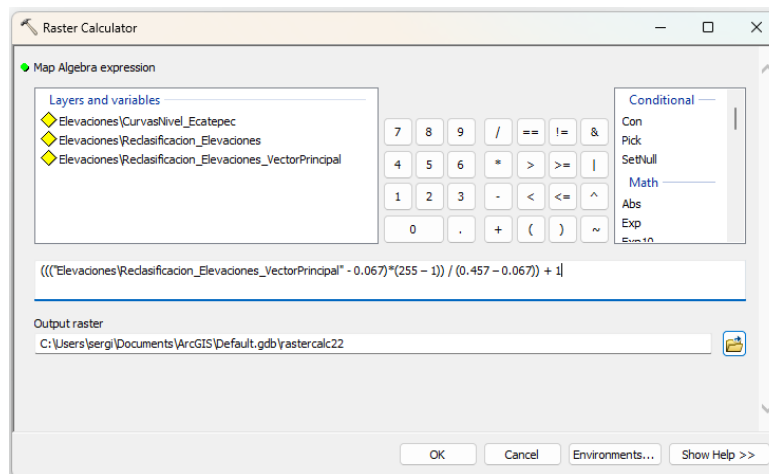 Raster Calculator
Map Algebra expression
Layers and variables
Elevaciones\CurvasNivel_Ecatepec
Elevaciones\Reclasificacion_Elevaciones
Elevaciones\Reclasificacion_Elevaciones_VectorPrincipal
7 8 9 / == != &
4 5 6 * > >= |
1 2 3 - < <= ^
0 . + ( ) ~
Conditional
Con
Pick
SetNull
Math
Abs
Exp
Exp10
((("Elevaciones\Reclasificacion_Elevaciones_VectorPrincipal" - 0.067)*(255 – 1)) / (0.457 – 0.067)) + 1
Output raster
C:\Users\sergi\Documents\ArcGIS\Default.gdb\rastercalc22
OK Cancel Environments... Show Help >>